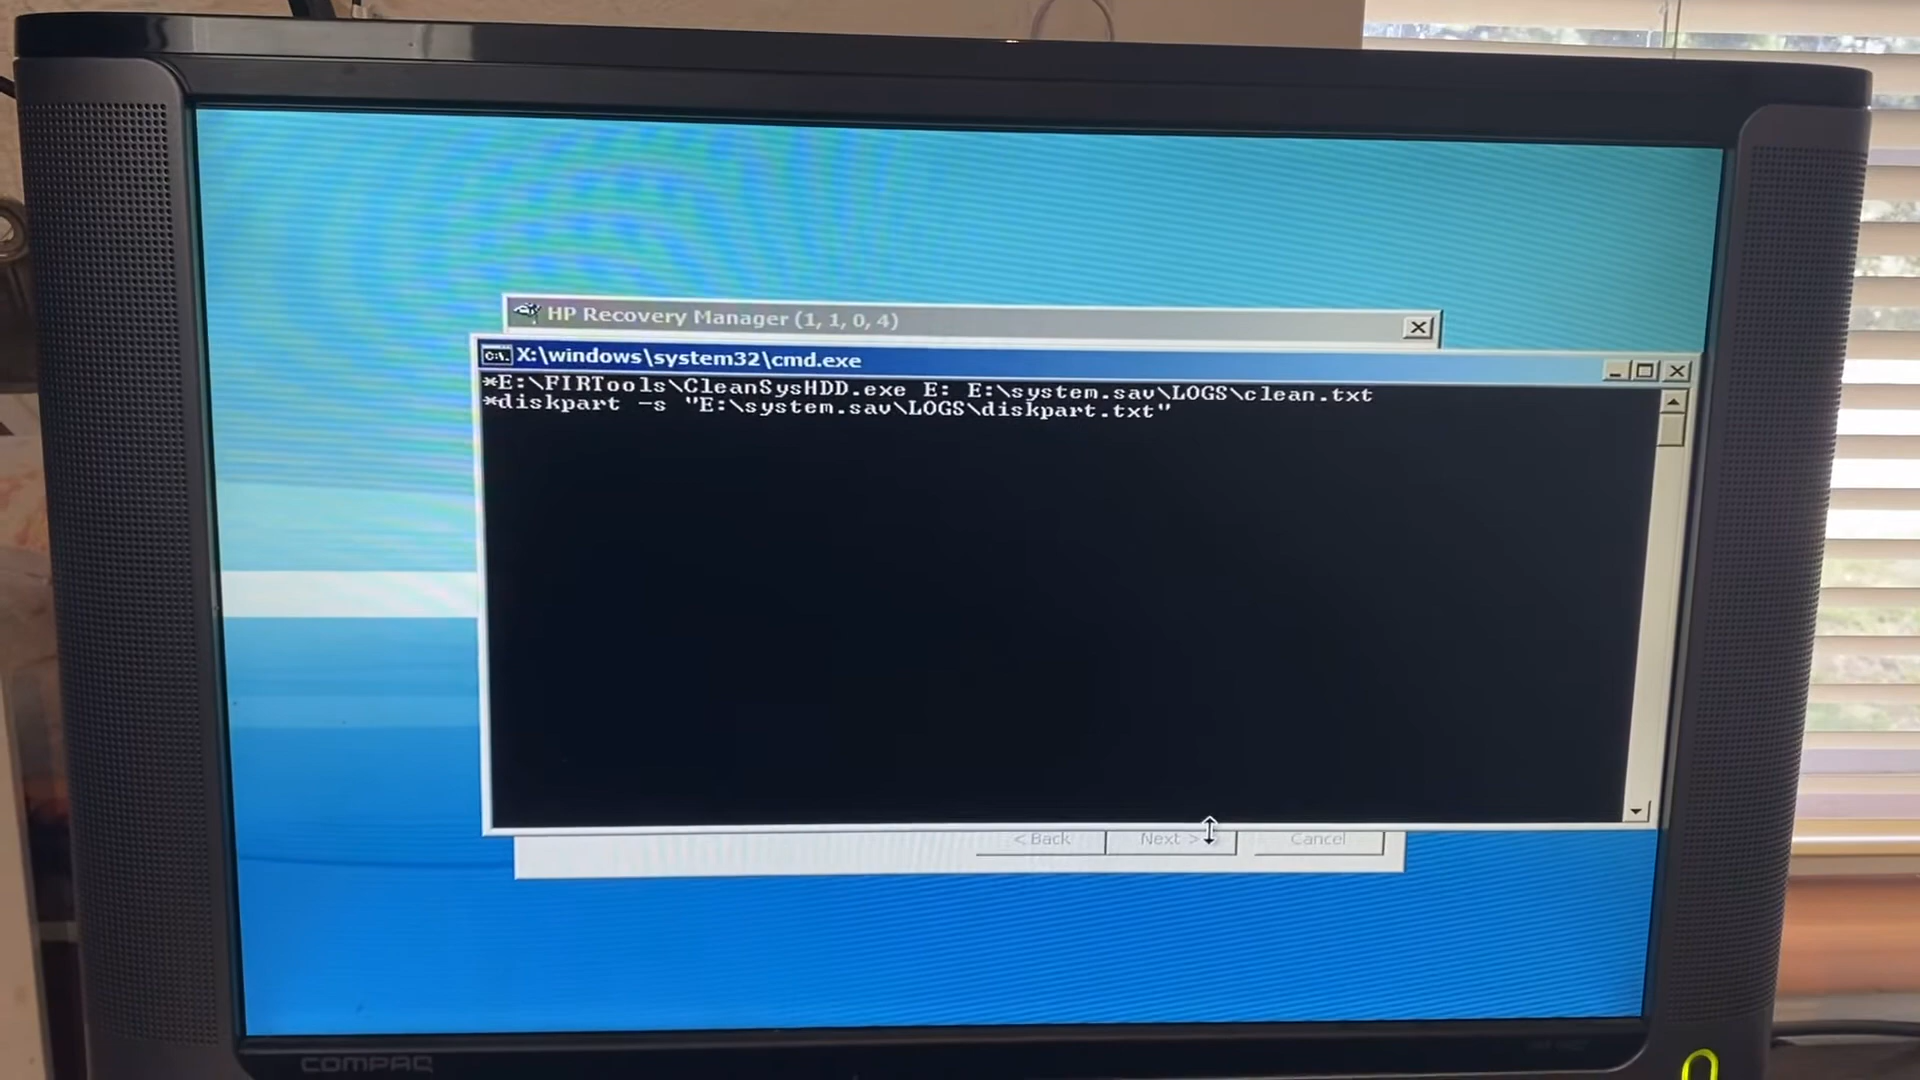 HP Recovery Manager (1, 1, 0, 4)
X:\windows\system32\cmd.exe
*E:\FIRTools\CleanSysHDD.exe E: E:\system.sav\LOGS\clean.txt
*diskpart -s "E:\system.sav\LOGS\diskpart.txt"
< Back Next > Cancel
COMPAQ